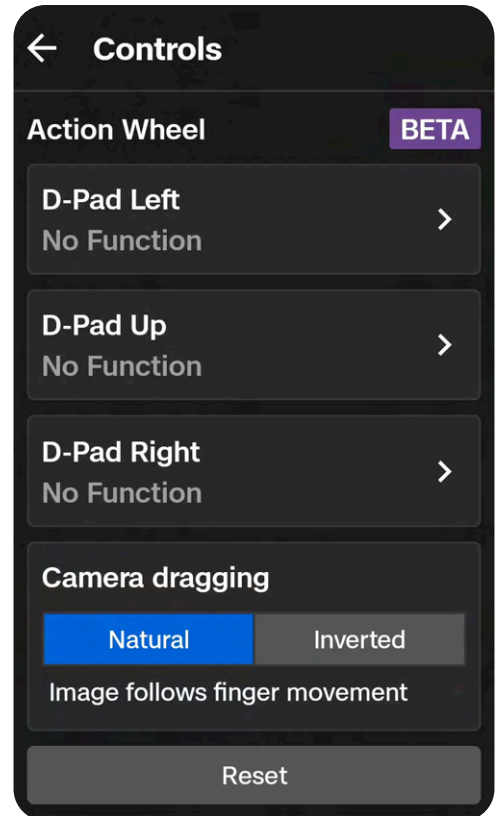 Controls
Action Wheel BETA
D-Pad Left
No Function
D-Pad Up
No Function
D-Pad Right
No Function
Camera dragging
Natural Inverted
Image follows finger movement
Reset